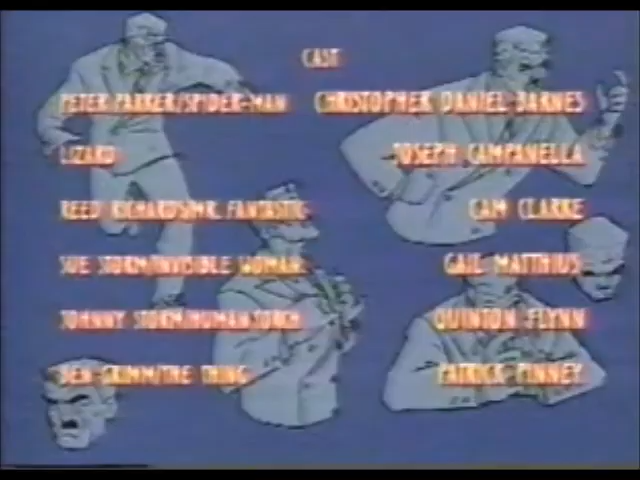 CAST
PETER PARKER/SPIDER-MAN CHRISTOPHER DANIEL BARNES
LIZARD JOSEPH CAMPANELLA
REED RICHARDS/MR. FANTASTIC CAM CLARKE
SUE STORM/INVISIBLE WOMAN GAIL MATTHIUS
JOHNNY STORM/HUMAN TORCH QUINTON FLYNN
BEN GRIMM/THE THING PATRICK PINNEY